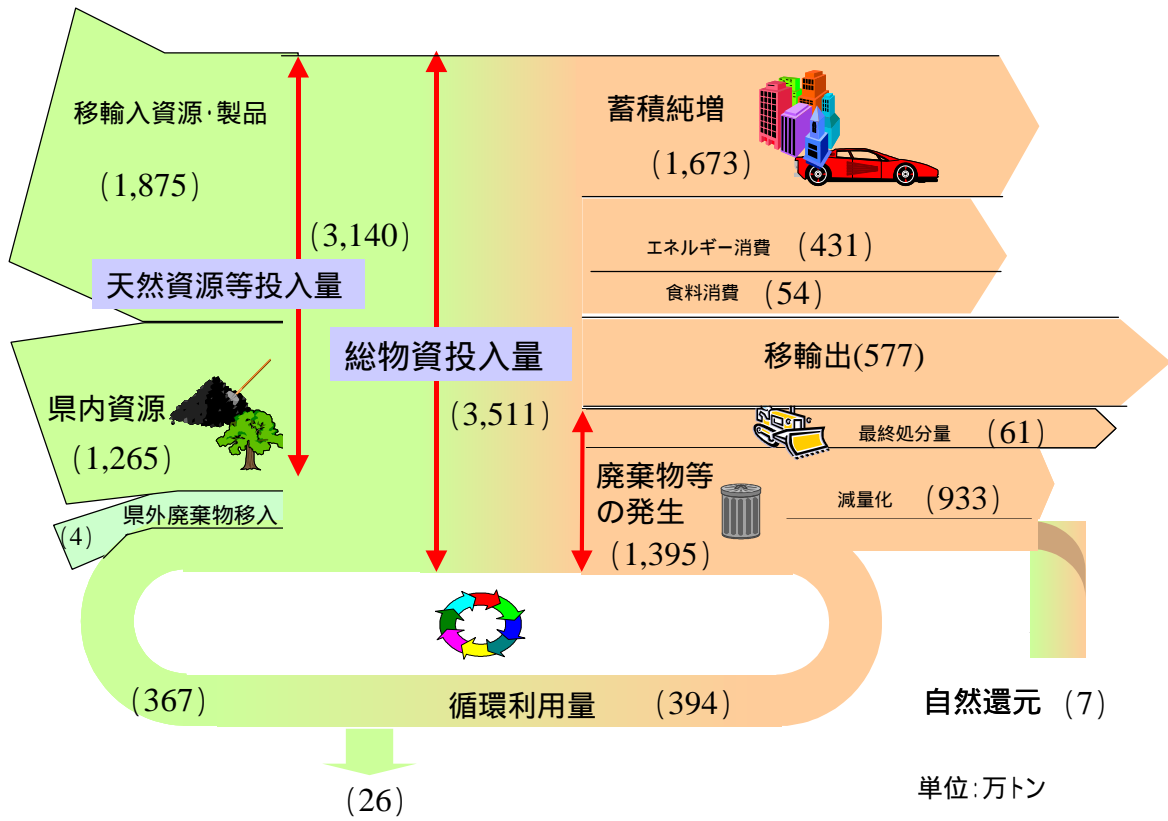 移輸入資源・製品
(1,875)
(3,140)
天然資源等投入量
総物資投入量
(3,511)
県内資源
(1,265)
県外廃棄物移入
(4)
蓄積純増
(1,673)
エネルギー消費 (431)
食料消費 (54)
移輸出(577)
最終処分量 (61)
廃棄物等
の発生
(1,395)
減量化 (933)
(367)
循環利用量 (394)
自然還元 (7)
(26)
単位:万トン